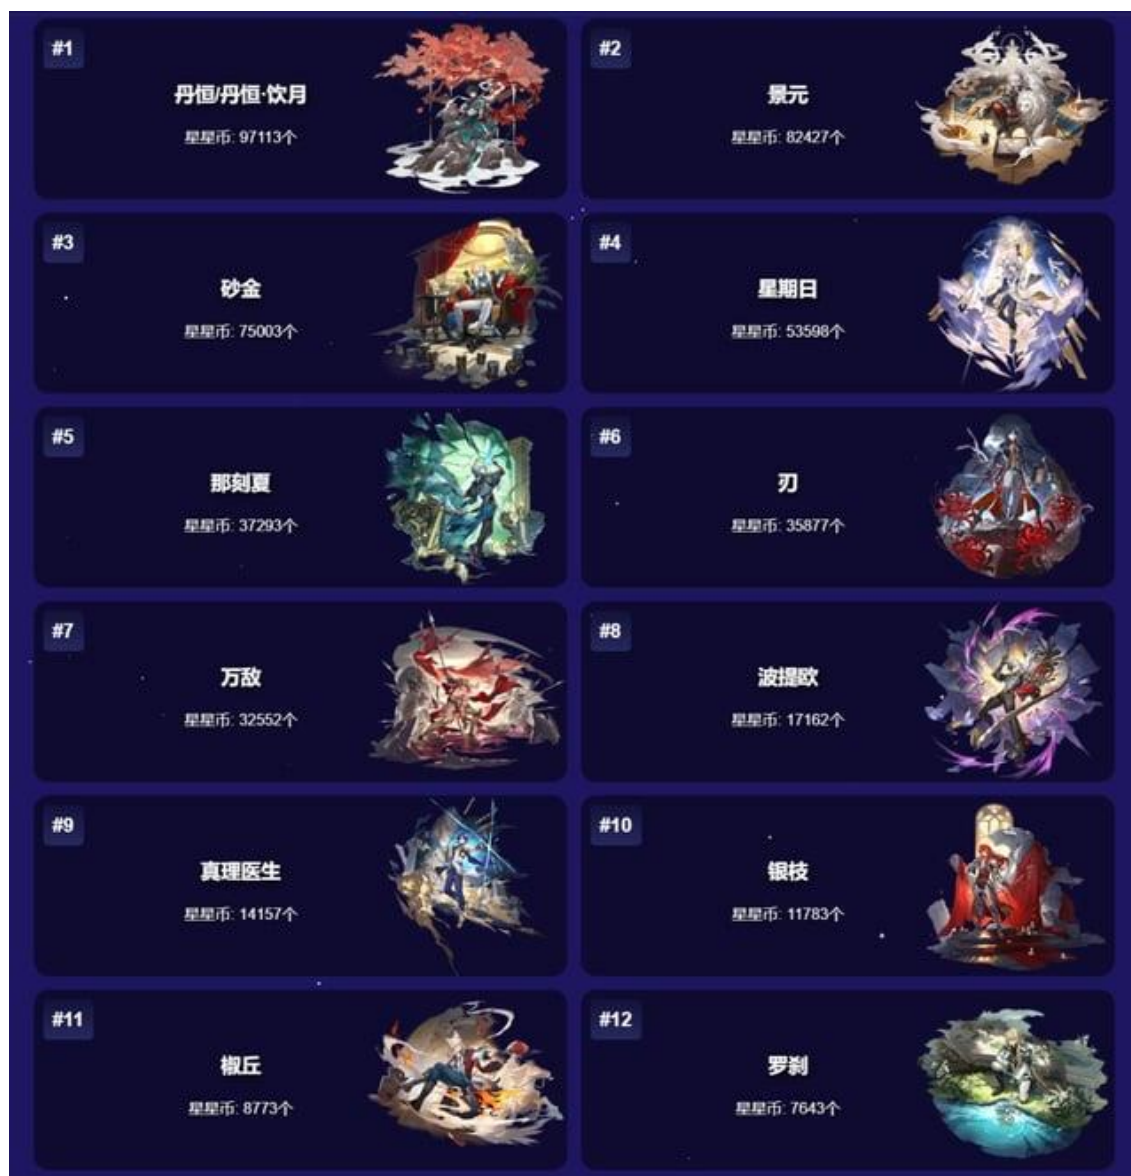 #1
丹恒/丹恒·饮月
星星币: 97113个
#2
景元
星星币: 82427个
#3
砂金
星星币: 75003个
#4
星期日
星星币: 53598个
#5
那刻夏
星星币: 37293个
#6
刃
星星币: 35877个
#7
万敌
星星币: 32552个
#8
波提欧
星星币: 17162个
#9
真理医生
星星币: 14157个
#10
银枝
星星币: 11783个
#11
椒丘
星星币: 8773个
#12
罗刹
星星币: 7643个